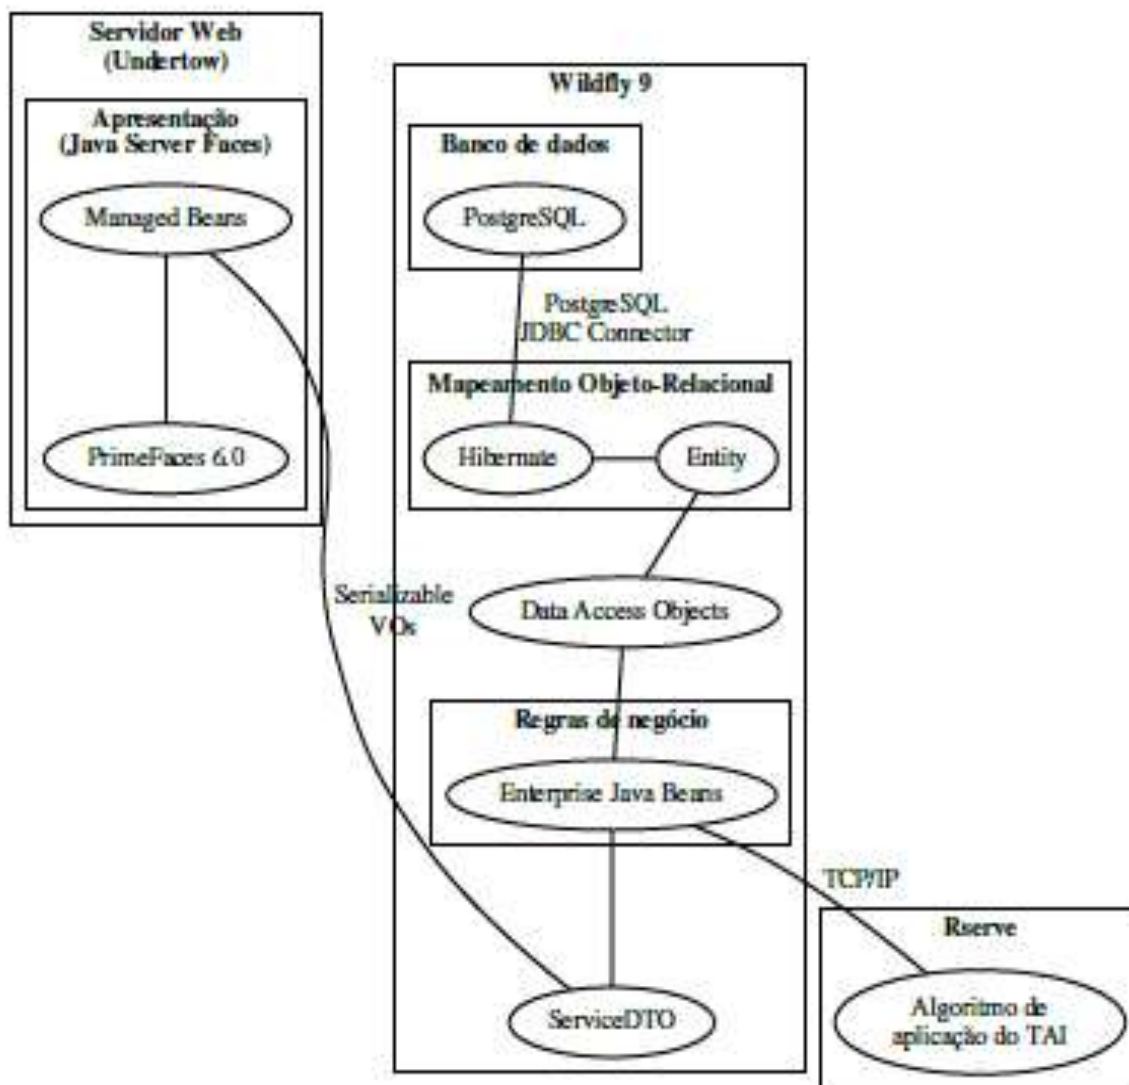 Servidor Web
(Undertow)
Apresentação
(Java Server Faces)
Managed Beans
PrimeFaces 6.0
Wildfly 9
Banco de dados
PostgreSQL
PostgreSQL
JDBC Connector
Mapeamento Objeto-Relacional
Hibernate
Entity
Serializable
VOs
Data Access Objects
Regras de negócio
Enterprise Java Beans
TCP/IP
ServiceDTO
Rserve
Algoritmo de
aplicação do TAI